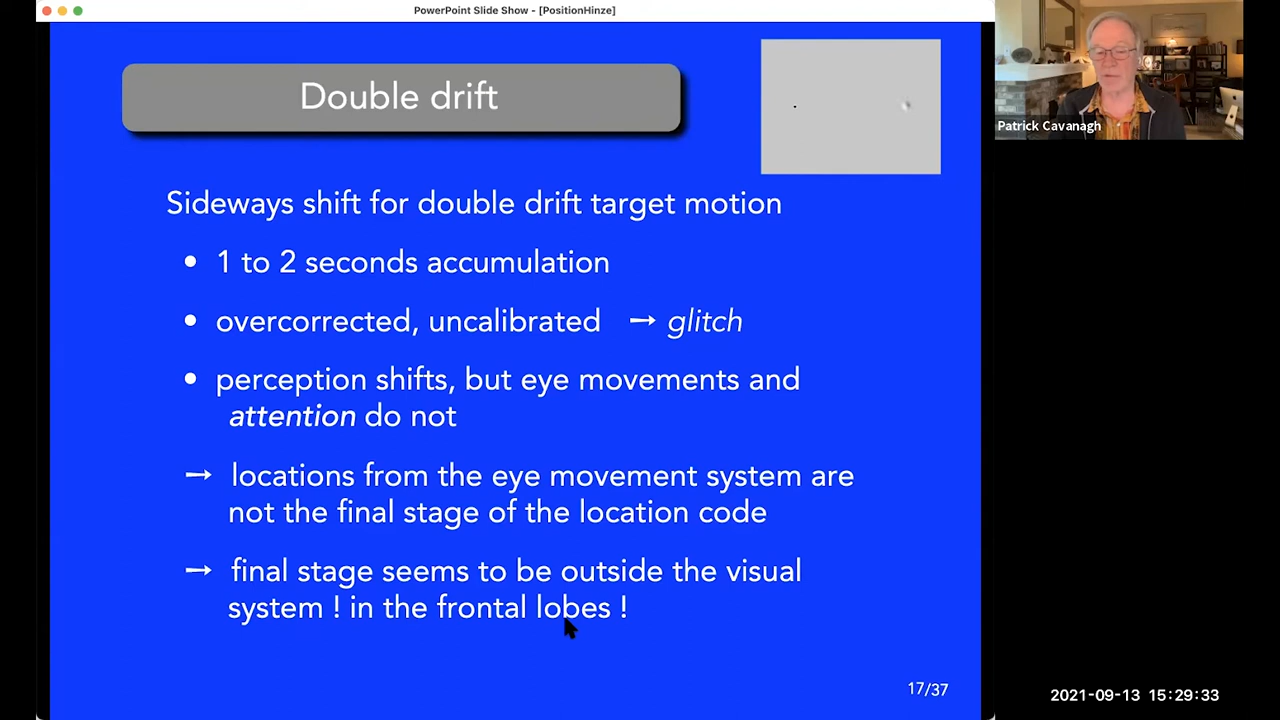 PowerPoint Slide Show - [PositionHinze]
Double drift
Patrick Cavanagh
Sideways shift for double drift target motion
• 1 to 2 seconds accumulation
• overcorrected, uncalibrated → glitch
• perception shifts, but eye movements and
attention do not
→ locations from the eye movement system are
not the final stage of the location code
→ final stage seems to be outside the visual
system ! in the frontal lobes !
17/37
2021-09-13 15:29:33